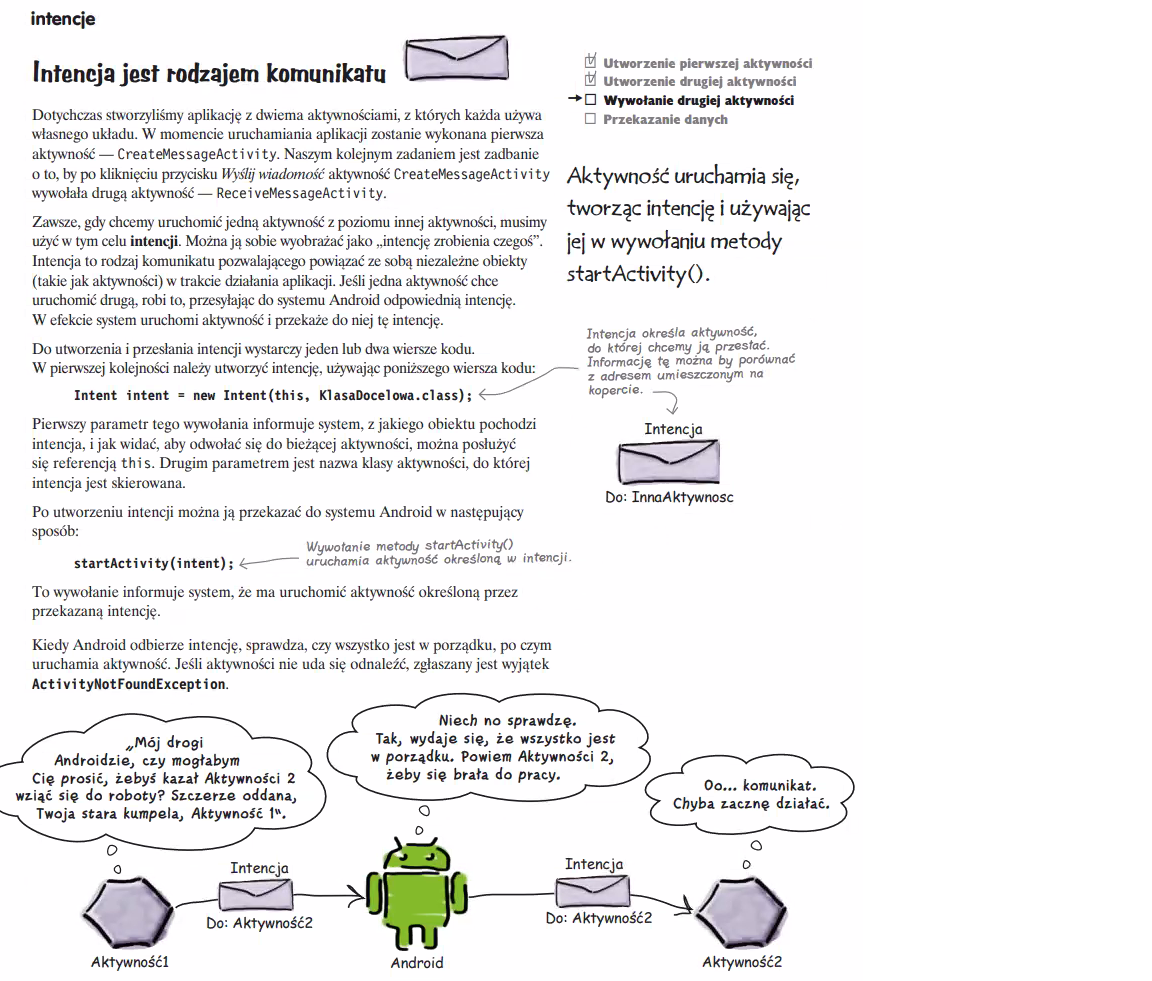 intencje
Intencja jest rodzajem komunikatu
Dotychczas stworzyliśmy aplikację z dwiema aktywnościami, z których każda używa
własnego układu. W momencie uruchamiania aplikacji zostanie wykonana pierwsza
aktywność — CreateMessageActivity. Naszym kolejnym zadaniem jest zadbanie
o to, by po kliknięciu przycisku Wyślij wiadomość aktywność CreateMessageActivity
wywołała drugą aktywność — ReceiveMessageActivity.
Zawsze, gdy chcemy uruchomić jedną aktywność z poziomu innej aktywności, musimy
użyć w tym celu intencji. Można ją sobie wyobrażać jako „intencję zrobienia czegoś”.
Intencja to rodzaj komunikatu pozwalającego powiązać ze sobą niezależne obiekty
(takie jak aktywności) w trakcie działania aplikacji. Jeśli jedna aktywność chce
uruchomić drugą, robi to, przesyłając do systemu Android odpowiednią intencję.
W efekcie system uruchomi aktywność i przekaże do niej tę intencję.
Do utworzenia i przesłania intencji wystarczy jeden lub dwa wiersze kodu.
W pierwszej kolejności należy utworzyć intencję, używając poniższego wiersza kodu:
Intent intent = new Intent(this, KlasaDocelowa.class);
Pierwszy parametr tego wywołania informuje system, z jakiego obiektu pochodzi
intencja, i jak widać, aby odwołać się do bieżącej aktywności, można posłużyć
się referencją this. Drugim parametrem jest nazwa klasy aktywności, do której
intencja jest skierowana.
Po utworzeniu intencji można ją przekazać do systemu Android w następujący
sposób:
startActivity(intent);
Wywołanie metody startActivity()
uruchamia aktywność określoną w intencji.
To wywołanie informuje system, że ma uruchomić aktywność określoną przez
przekazaną intencję.
Kiedy Android odbierze intencję, sprawdza, czy wszystko jest w porządku, po czym
uruchamia aktywność. Jeśli aktywności nie uda się odnaleźć, zgłaszany jest wyjątek
ActivityNotFoundException.
Utworzenie pierwszej aktywności
Utworzenie drugiej aktywności
Wywołanie drugiej aktywności
Przekazanie danych
Aktywność uruchamia się,
tworząc intencję i używając
jej w wywołaniu metody
startActivity().
Intencja określa aktywność,
do której chcemy ją przesłać.
Informację tę można by porównać
z adresem umieszczonym na
kopercie.
Intencja
Do: InnaAktywnosc
„Mój drogi
Androidzie, czy mogłabym
Cię prosić, żebyś kazał Aktywności 2
wziąć się do roboty? Szczerze oddana,
Twoja stara kumpela, Aktywność 1”.
Niech no sprawdzę.
Tak, wydaje się, że wszystko jest
w porządku. Powiem Aktywności 2,
żeby się brała do pracy.
Oo... komunikat.
Chyba zacznę działać.
Intencja
Do: Aktywność2
Intencja
Do: Aktywność2
Aktywność1
Android
Aktywność2